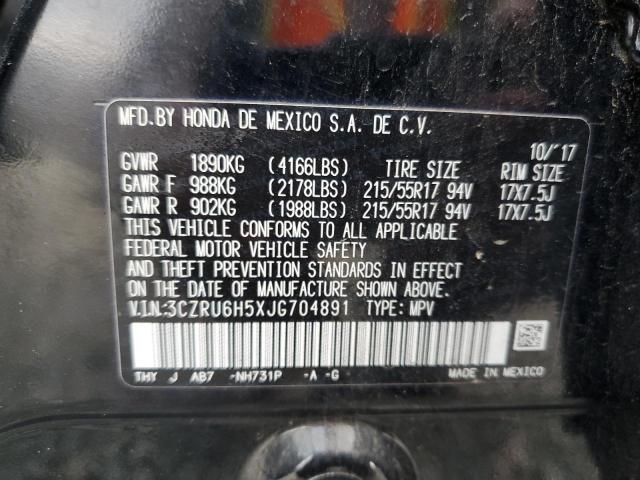 MFD.BY HONDA DE MEXICO S.A. DE C.V.
10/'17
GVWR 1890KG (4166LBS) TIRE SIZE RIM SIZE
GAWR F 988KG (2178LBS) 215/55R17 94V 17X7.5J
GAWR R 902KG (1988LBS) 215/55R17 94V 17X7.5J
THIS VEHICLE CONFORMS TO ALL APPLICABLE
FEDERAL MOTOR VEHICLE SAFETY
AND THEFT PREVENTION STANDARDS IN EFFECT
ON THE DATE OF MANUFACTURE SHOWN ABOVE.
V.I.N.:3CZRU6H5XJG704891 TYPE: MPV
THY J AB7 -NH731P -A -G MADE IN MEXICO